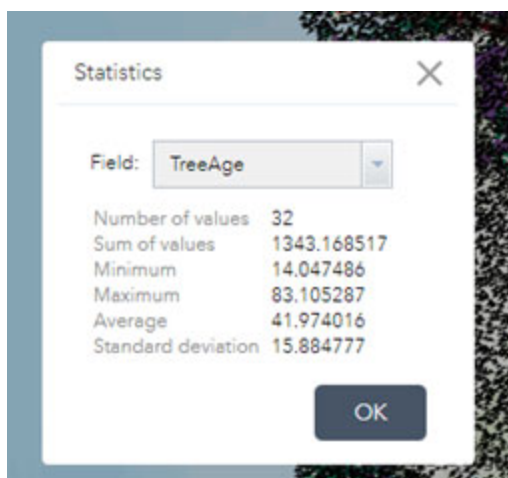 Statistics
Field: TreeAge
Number of values 32
Sum of values 1343.168517
Minimum 14.047486
Maximum 83.105287
Average 41.974016
Standard deviation 15.884777
OK